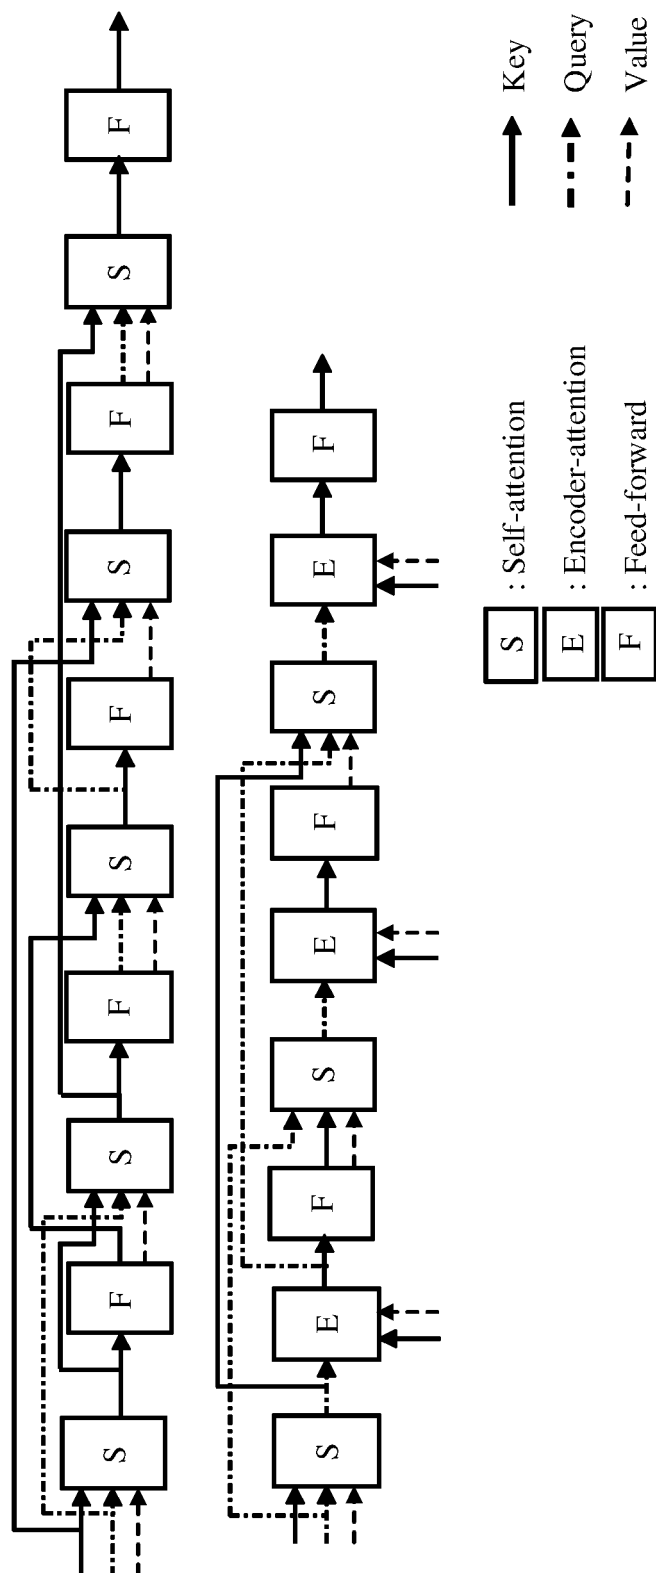 S
F
S
F
S
F
S
F
S
F
S
E
F
S
E
F
S
E
F
S : Self-attention
E : Encoder-attention
F : Feed-forward
Key
Query
Value